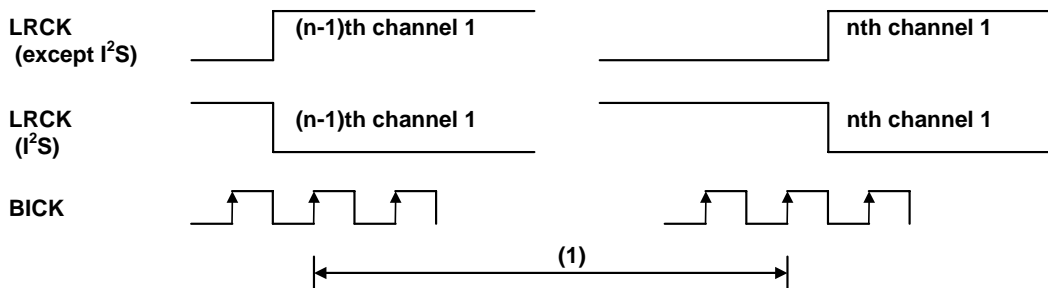 LRCK (n-1)th channel 1 nth channel 1
(except I²S)
LRCK (n-1)th channel 1 nth channel 1
(I²S)
BICK
(1)